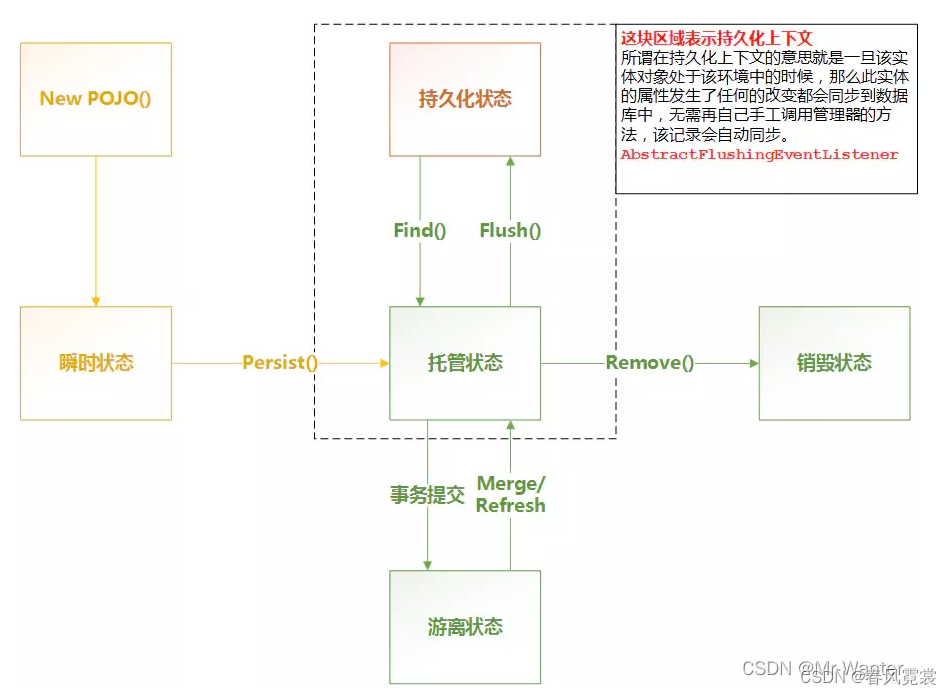 这块区域表示持久化上下文
所谓在持久化上下文的意思就是一旦该实
体对象处于该环境中的时候，那么此实体
的属性发生了任何的改变都会同步到数据
库中，无需再自己手工调用管理器的方
法，该记录会自动同步。
AbstractFlushingEventListener
New POJO()
持久化状态
Find()
Flush()
瞬时状态
Persist()
托管状态
Remove()
销毁状态
事务提交
Merge/
Refresh
游离状态
CSDN @Mr_Wanter
CSDN @春风霓裳